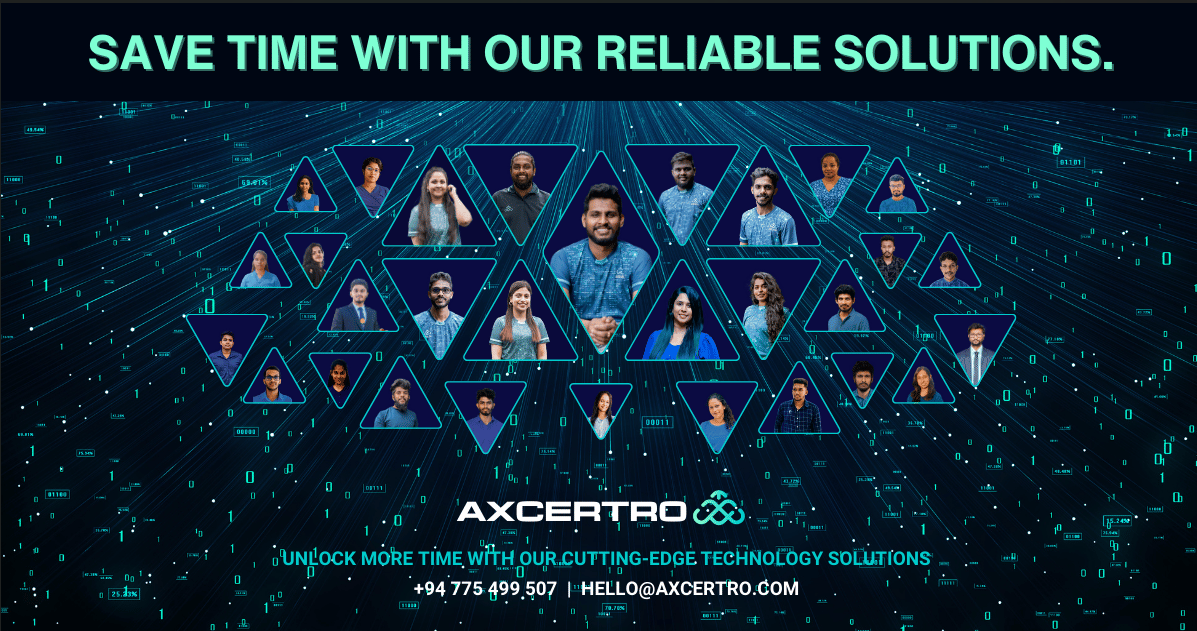 SAVE TIME WITH OUR RELIABLE SOLUTIONS.
AXCERTRO
UNLOCK MORE TIME WITH OUR CUTTING-EDGE TECHNOLOGY SOLUTIONS
+94 775 499 507 | HELLO@AXCERTRO.COM